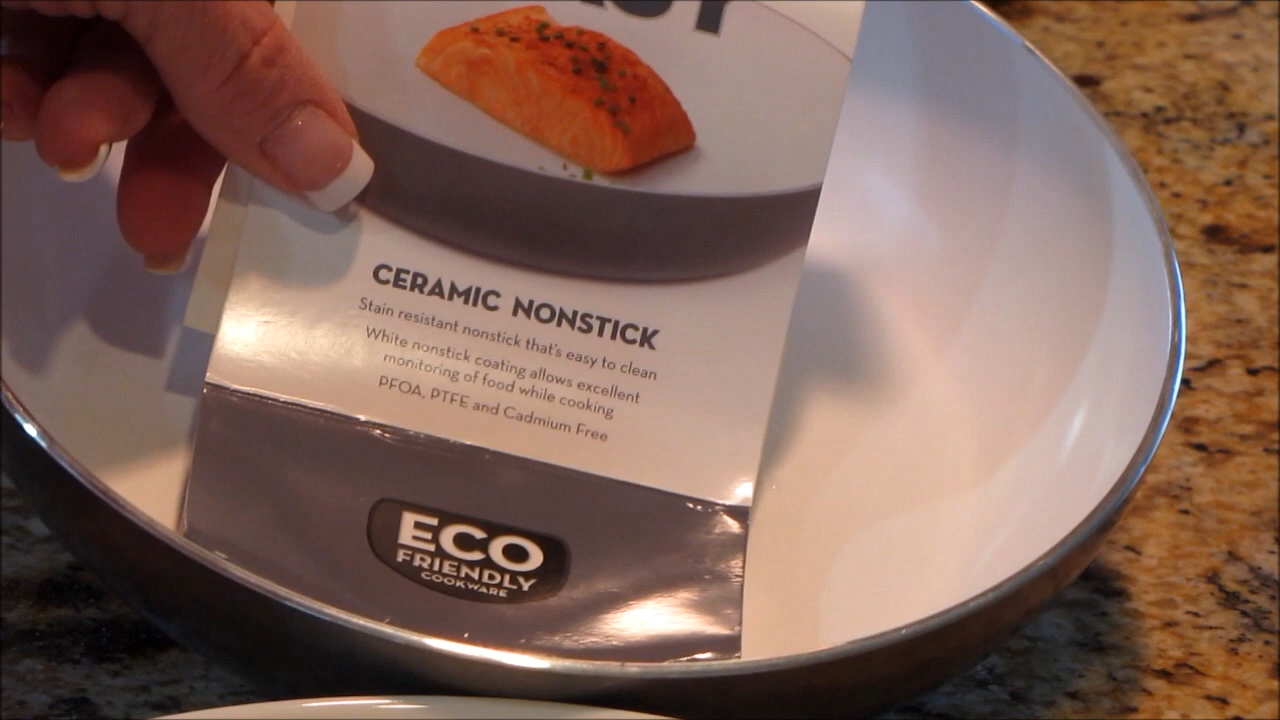 CERAMIC NONSTICK
Stain resistant nonstick that's easy to clean
White nonstick coating allows excellent
monitoring of food while cooking
PFOA, PTFE and Cadmium Free
ECO
FRIENDLY
COOKWARE